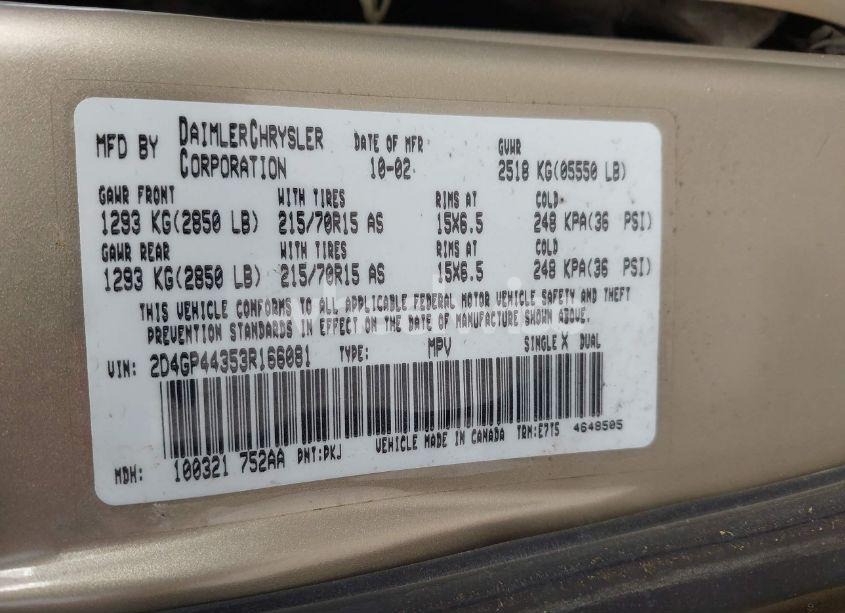 MFD BY DAIMLERCHRYSLER CORPORATION DATE OF MFR 10-02 GVWR 2518 KG(05550 LB)
GAWR FRONT WITH TIRES RIMS AT COLD
1293 KG(2850 LB) 215/70R15 AS 15X6.5 248 KPA(36 PSI)
GAWR REAR WITH TIRES RIMS AT COLD
1293 KG(2850 LB) 215/70R15 AS 15X6.5 248 KPA(36 PSI)
THIS VEHICLE CONFORMS TO ALL APPLICABLE FEDERAL MOTOR VEHICLE SAFETY AND THEFT
PREVENTION STANDARDS IN EFFECT ON THE DATE OF MANUFACTURE SHOWN ABOVE.
VIN: 2D4GP44353R166081 TYPE: MPV SINGLE X DUAL
MDH: 100321 752AA PNT:PKJ VEHICLE MADE IN CANADA TRM:E7T5 4648505